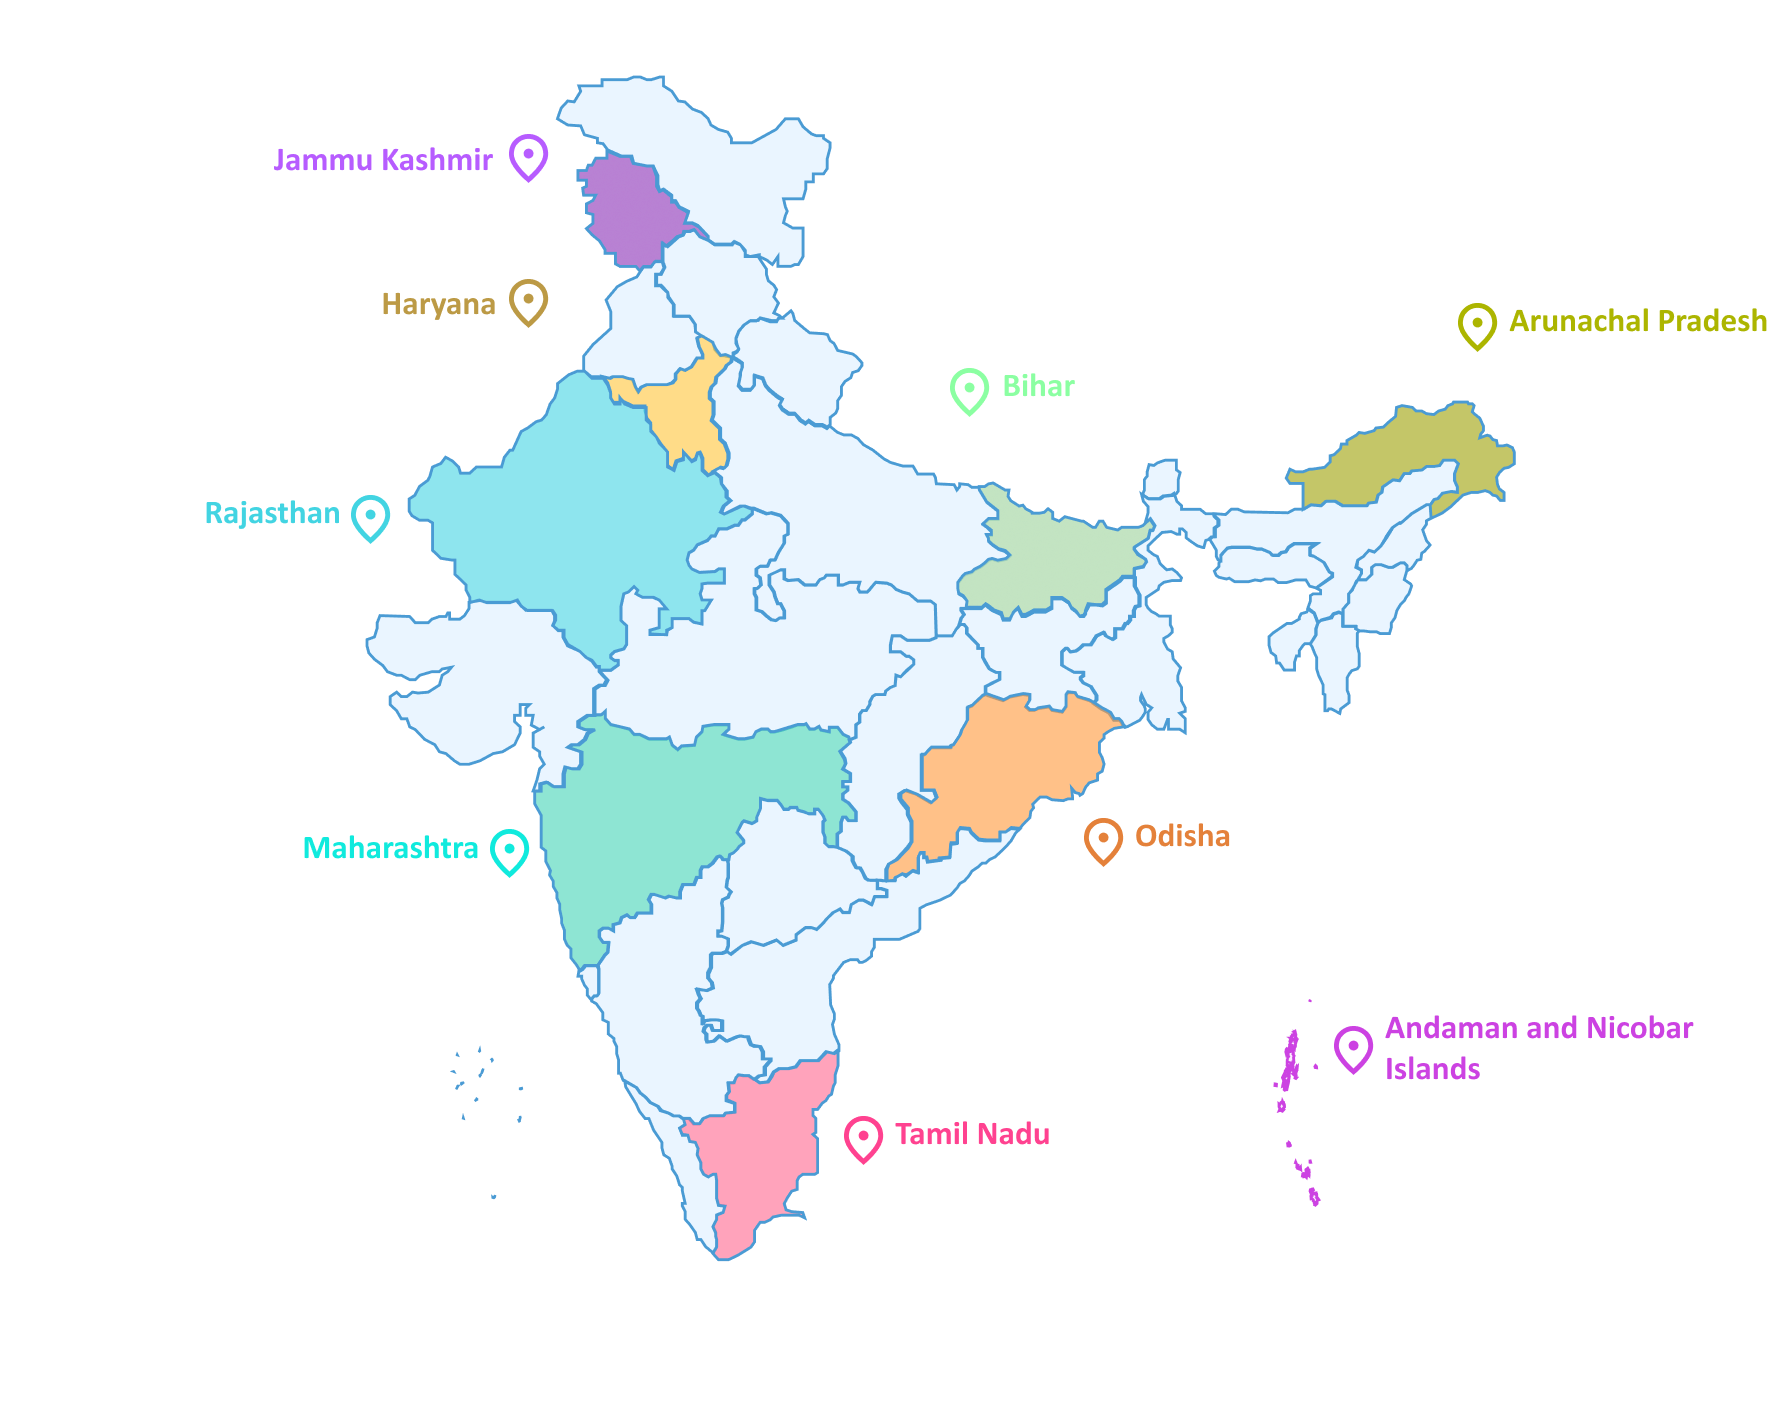 Jammu Kashmir
Haryana
Arunachal Pradesh
Bihar
Rajasthan
Maharashtra
Odisha
Andaman and Nicobar
Islands
Tamil Nadu